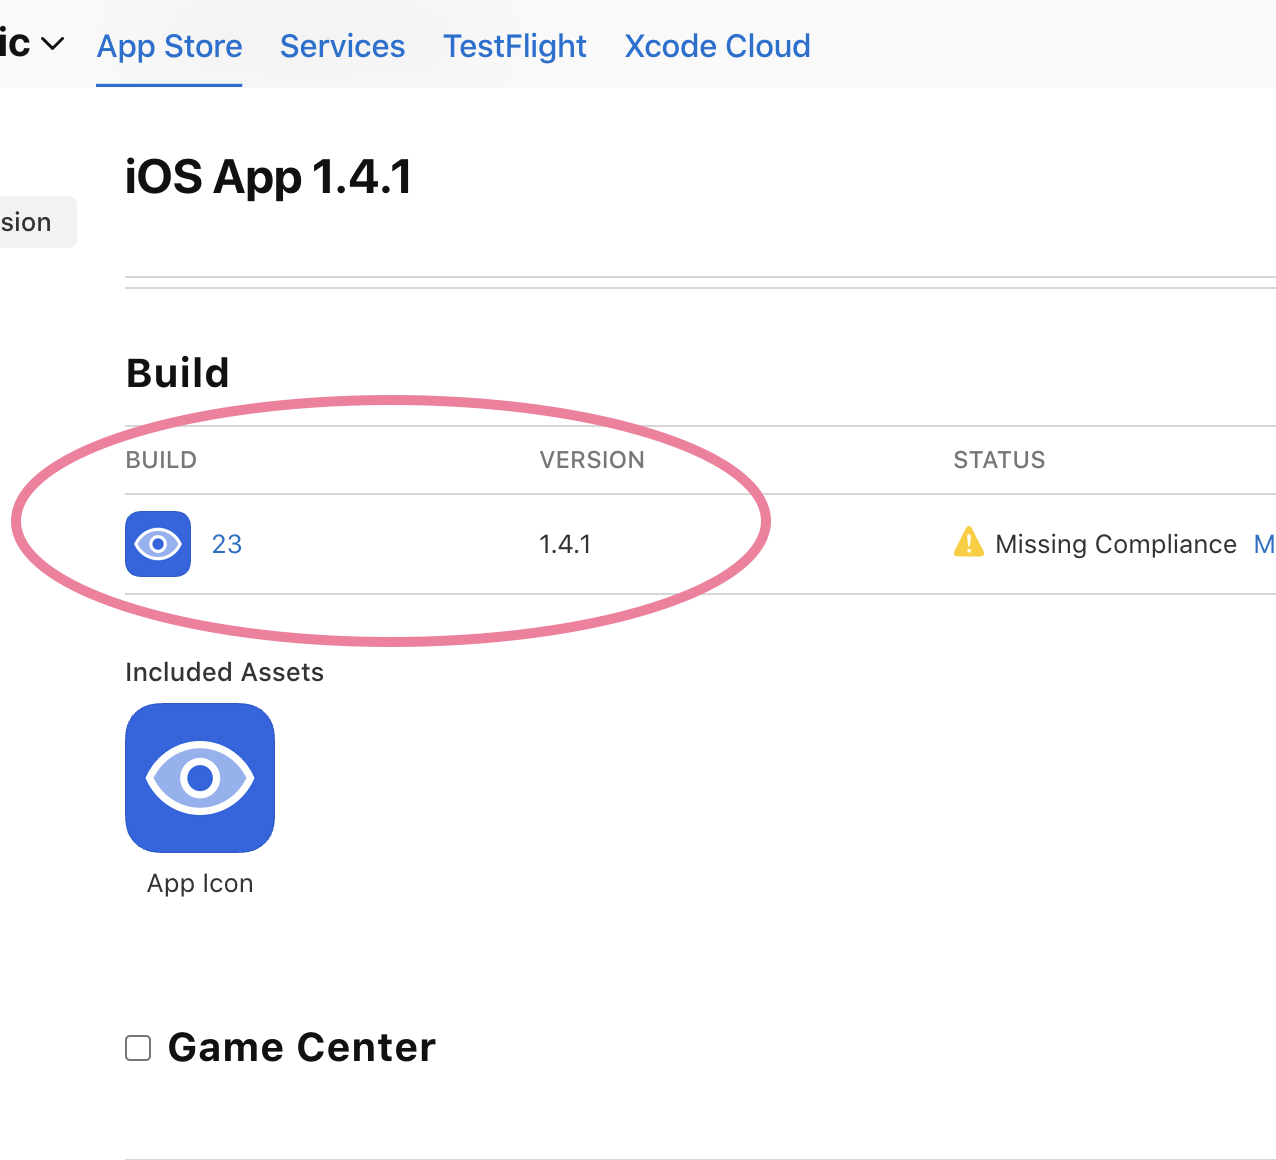 ic App Store Services TestFlight Xcode Cloud
iOS App 1.4.1
sion
Build
BUILD VERSION STATUS
23 1.4.1 Missing Compliance M
Included Assets
App Icon
Game Center